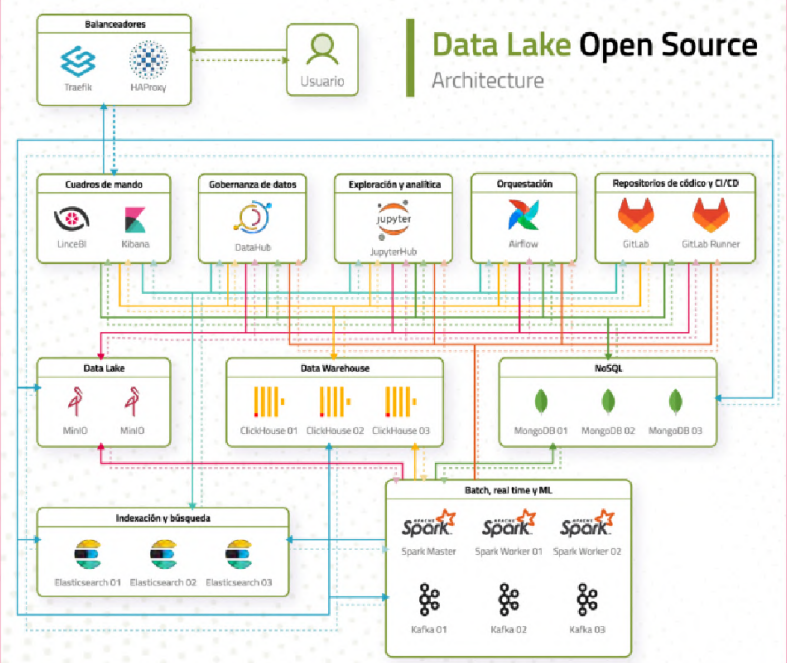 Balanceadores
Traefik
HAProxy
Usuario
Data Lake Open Source
Architecture
Cuadros de mando
LinceBI
Kibana
Gobernanza de datos
DataHub
Exploración y analítica
jupyter
JupyterHub
Orquestación
Airflow
Repositorios de códico y CI/CD
GitLab
GitLab Runner
Data Lake
MinIO
MinIO
Data Warehouse
ClickHouse 01
ClickHouse 02
ClickHouse 03
NoSQL
MongoDB 01
MongoDB 02
MongoDB 03
Indexación y búsqueda
Elasticsearch 01
Elasticsearch 02
Elasticsearch 03
Batch, real time y ML
APACHE Spark
APACHE Spark
APACHE Spark
Spark Master
Spark Worker 01
Spark Worker 02
Kafka 01
Kafka 02
Kafka 03